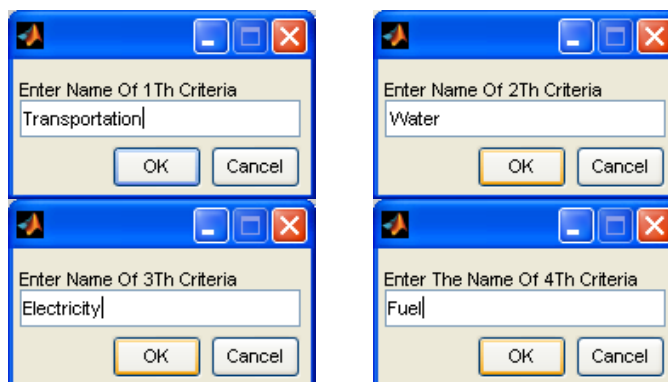 Enter Name Of 1Th Criteria
Transportation
OK Cancel
Enter Name Of 2Th Criteria
Water
OK Cancel
Enter Name Of 3Th Criteria
Electricity
OK Cancel
Enter The Name Of 4Th Criteria
Fuel
OK Cancel